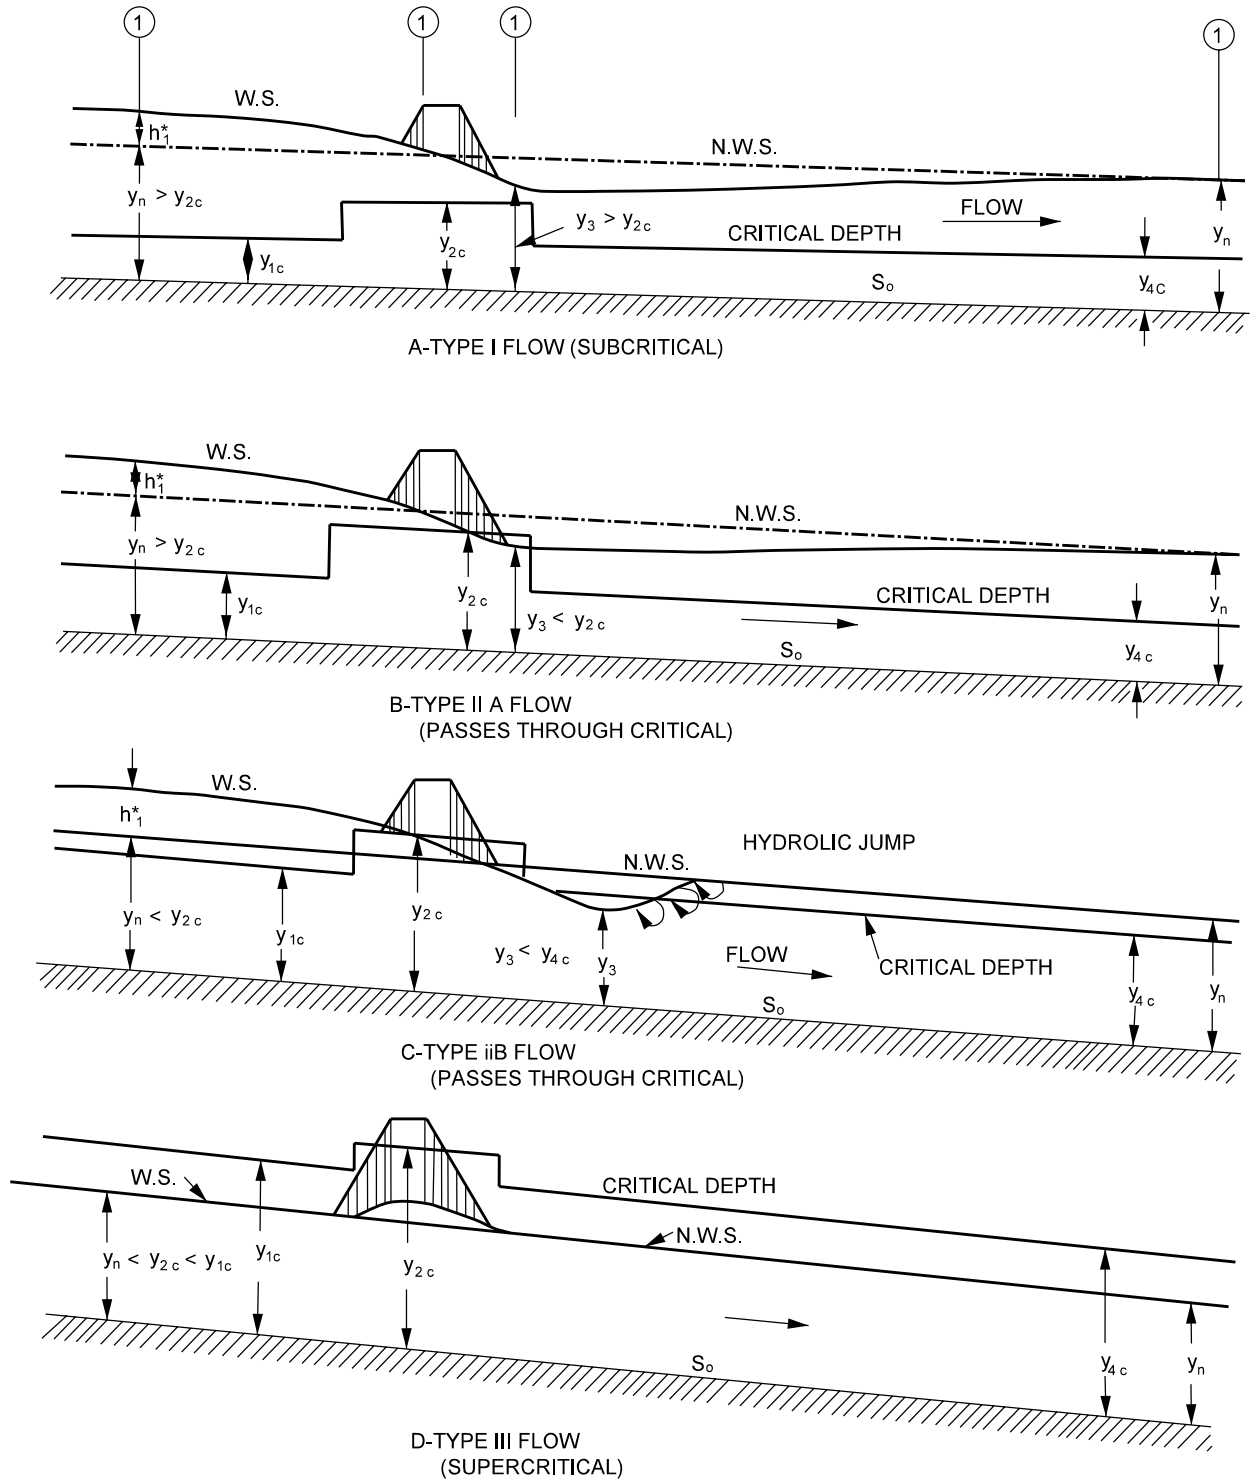 1 1 1 1
W.S.
h*1
N.W.S.
yn > y2c
FLOW
y3 > y2c
CRITICAL DEPTH
yn
y2c
y1c
So
y4C
A-TYPE I FLOW (SUBCRITICAL)
W.S.
h*1
N.W.S.
yn > y2c
CRITICAL DEPTH
y1c
y2c
yn
y3 < y2c
So
y4c
B-TYPE II A FLOW
(PASSES THROUGH CRITICAL)
W.S.
h*1
HYDROLIC JUMP
N.W.S.
yn < y2c
y2c
y1c
y3 < y4c
y3
FLOW
CRITICAL DEPTH
y4c
yn
So
C-TYPE iiB FLOW
(PASSES THROUGH CRITICAL)
W.S.
CRITICAL DEPTH
N.W.S.
yn < y2c < y1c
y1c
y2c
So
y4c
yn
D-TYPE III FLOW
(SUPERCRITICAL)